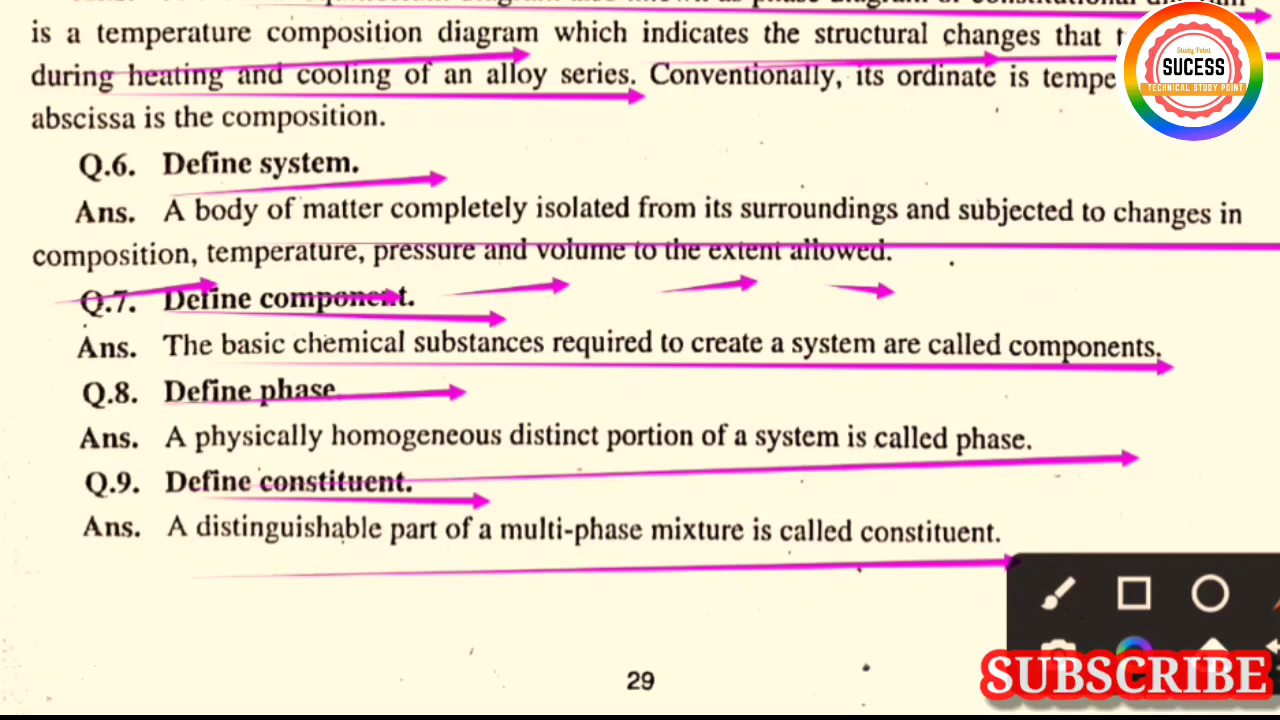 is a temperature composition diagram which indicates the structural changes that
during heating and cooling of an alloy series. Conventionally, its ordinate is tempe
abscissa is the composition.
Q.6. Define system.
Ans. A body of matter completely isolated from its surroundings and subjected to changes in
composition, temperature, pressure and volume to the extent allowed.
Q.7. Define component.
Ans. The basic chemical substances required to create a system are called components.
Q.8. Define phase.
Ans. A physically homogeneous distinct portion of a system is called phase.
Q.9. Define constituent.
Ans. A distinguishable part of a multi-phase mixture is called constituent.
29
Study Point
SUCESS
TECHNICAL STUDY POINT
SUBSCRIBE